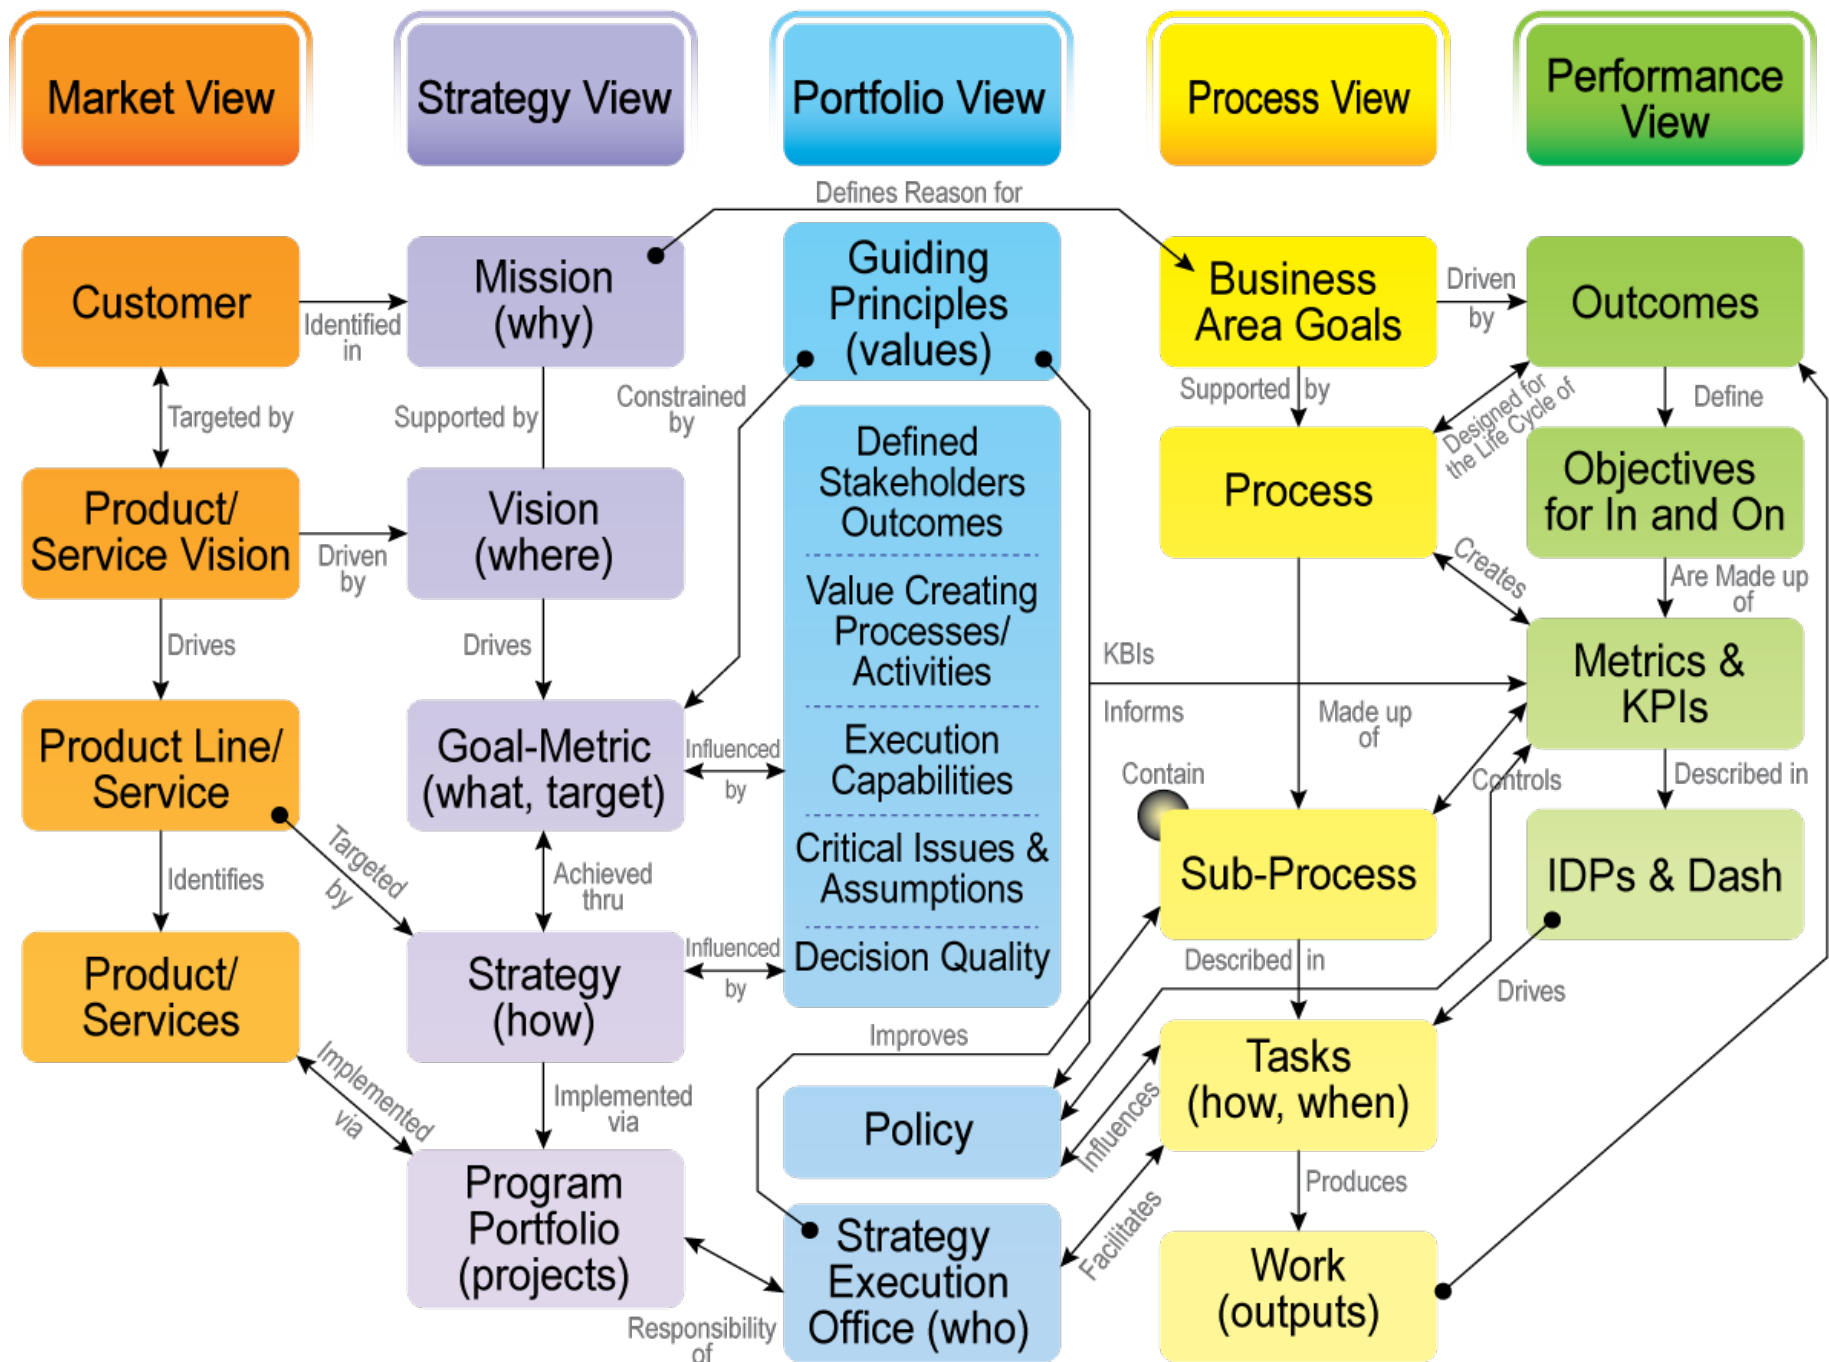 Market View
Strategy View
Portfolio View
Process View
Performance
View
Defines Reason for
Customer
Identified
in
Mission
(why)
Guiding
Principles
(values)
Business
Area Goals
Driven
by
Outcomes
Targeted by
Supported by
Constrained
by
Supported by
Designed for
the Life Cycle of
Define
Product/
Service Vision
Driven
by
Vision
(where)
Defined
Stakeholders
Outcomes
Value Creating
Processes/
Activities
Execution
Capabilities
Critical Issues &
Assumptions
Decision Quality
Process
Objectives
for In and On
Creates
Are Made up
of
Drives
Drives
KBIs
Informs
Made up
of
Metrics &
KPIs
Product Line/
Service
Goal-Metric
(what, target)
Influenced
by
Contain
Controls
Described in
Identifies
Targeted
by
Achieved
thru
Sub-Process
IDPs & Dash
Product/
Services
Strategy
(how)
Influenced
by
Described in
Drives
Improves
Implemented
via
Implemented
via
Policy
Influences
Tasks
(how, when)
Produces
Program
Portfolio
(projects)
Responsibility
of
Strategy
Execution
Office (who)
Facilitates
Work
(outputs)